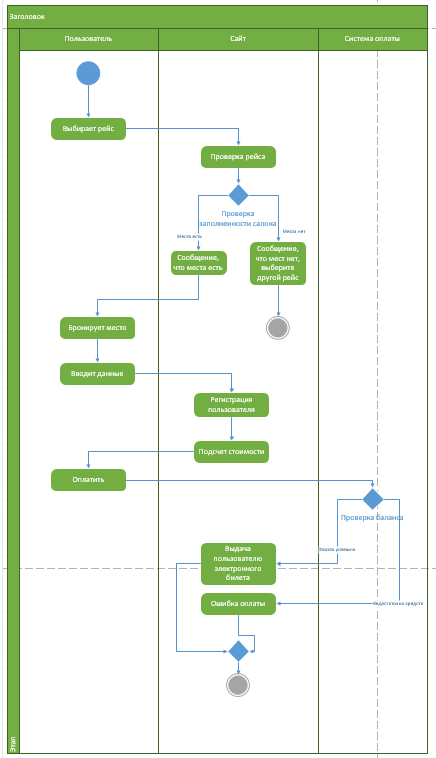 Заголовок
Пользователь
Сайт
Система оплаты
Выбирает рейс
Проверка рейса
Проверка
заполненности салона
Места есть
Места нет
Сообщение,
что места есть
Сообщение,
что мест нет,
выберите
другой рейс
Бронирует место
Вводит данные
Регистрация
пользователя
Подсчет стоимости
Оплатить
Проверка баланса
Выдача
пользователю
электронного
билета
Ошибка оплаты
средств
Этап